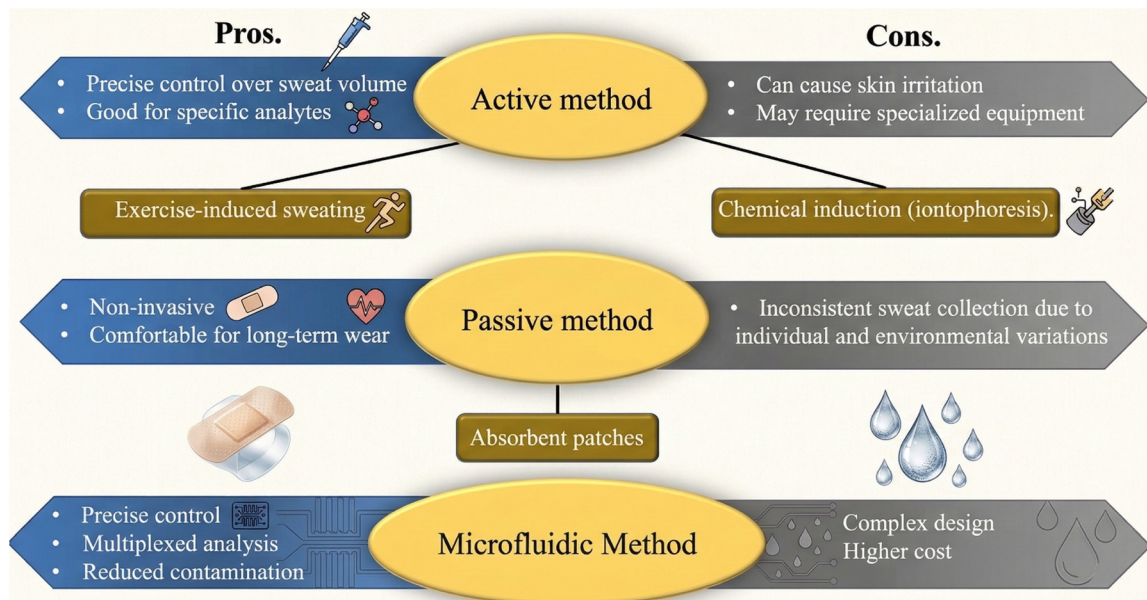 Pros.
Cons.
• Precise control over sweat volume
• Good for specific analytes
Active method
• Can cause skin irritation
• May require specialized equipment
Exercise-induced sweating
Chemical induction (iontophoresis).
• Non-invasive
• Comfortable for long-term wear
Passive method
• Inconsistent sweat collection due to
individual and environmental variations
Absorbent patches
• Precise control
• Multiplexed analysis
• Reduced contamination
Microfluidic Method
Complex design
Higher cost